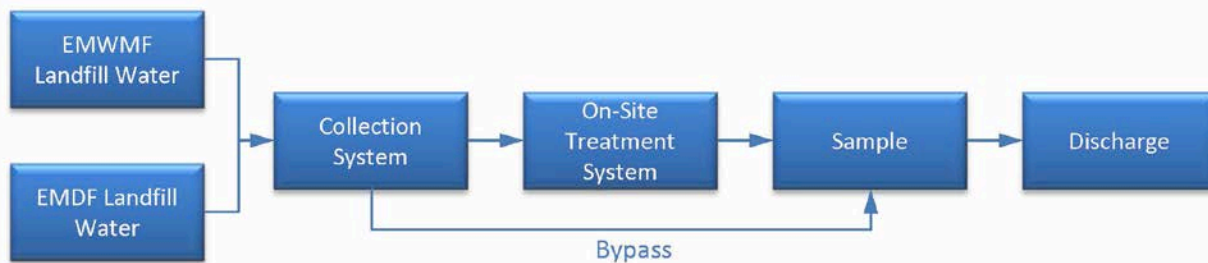 EMWMF
Landfill Water
EMDF Landfill
Water
Collection
System
On-Site
Treatment
System
Sample
Discharge
Bypass